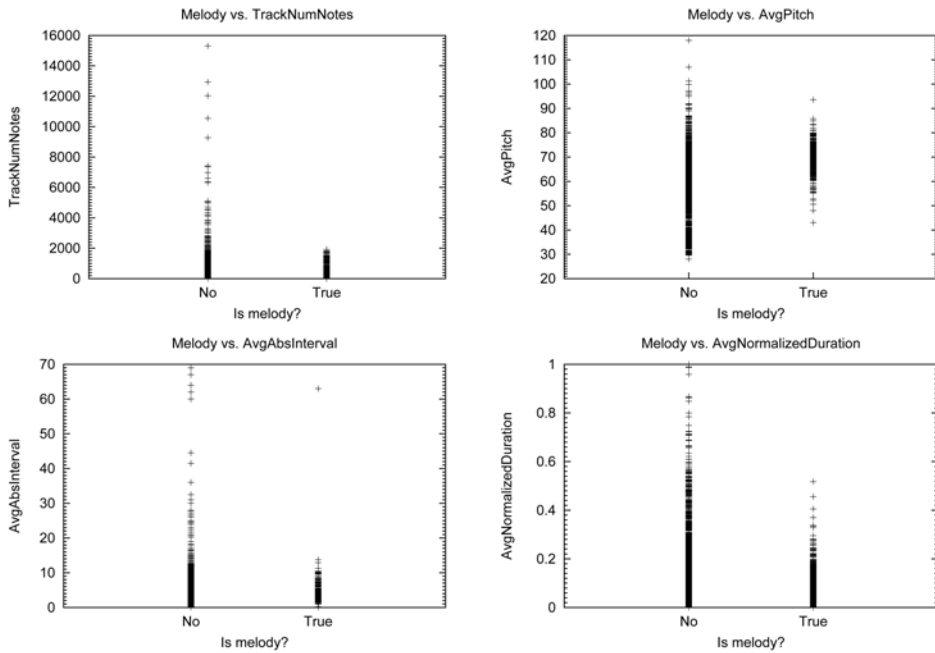 Melody vs. TrackNumNotes
16000
14000
12000
10000
8000
6000
4000
2000
0
TrackNumNotes
No
True
Is melody?
Melody vs. AvgPitch
120
110
100
90
80
70
60
50
40
30
20
AvgPitch
No
True
Is melody?
Melody vs. AvgAbsInterval
70
60
50
40
30
20
10
0
AvgAbsInterval
No
True
Is melody?
Melody vs. AvgNormalizedDuration
1
0.8
0.6
0.4
0.2
0
AvgNormalizedDuration
No
True
Is melody?